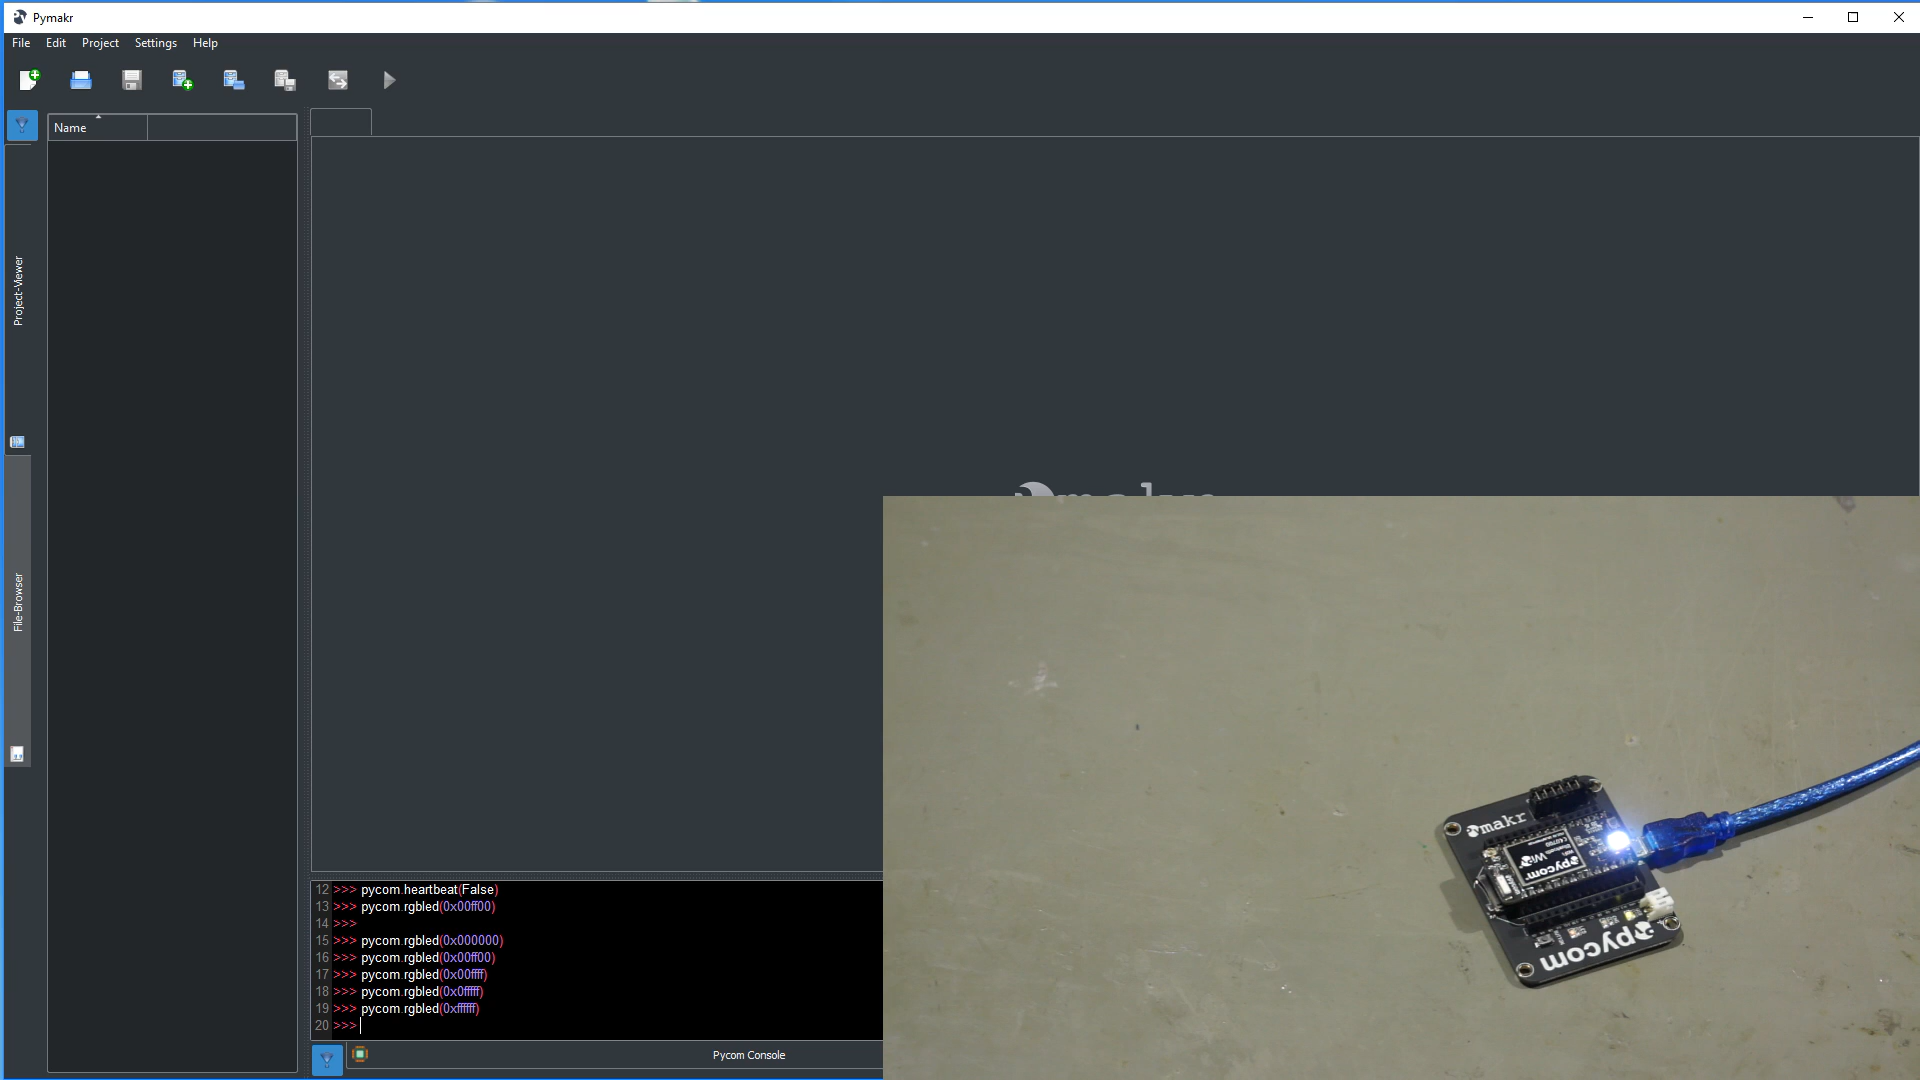 Pymakr
File Edit Project Settings Help
Name
Project-Viewer
File-Browser
12 >>> pycom.heartbeat(False)
13 >>> pycom.rgbled(0x00ff00)
14 >>>
15 >>> pycom.rgbled(0x000000)
16 >>> pycom.rgbled(0x00ff00)
17 >>> pycom.rgbled(0x00ffff)
18 >>> pycom.rgbled(0x0fffff)
19 >>> pycom.rgbled(0xffffff)
20 >>>
Pycom Console
makr
WiPy
pycom
pycom